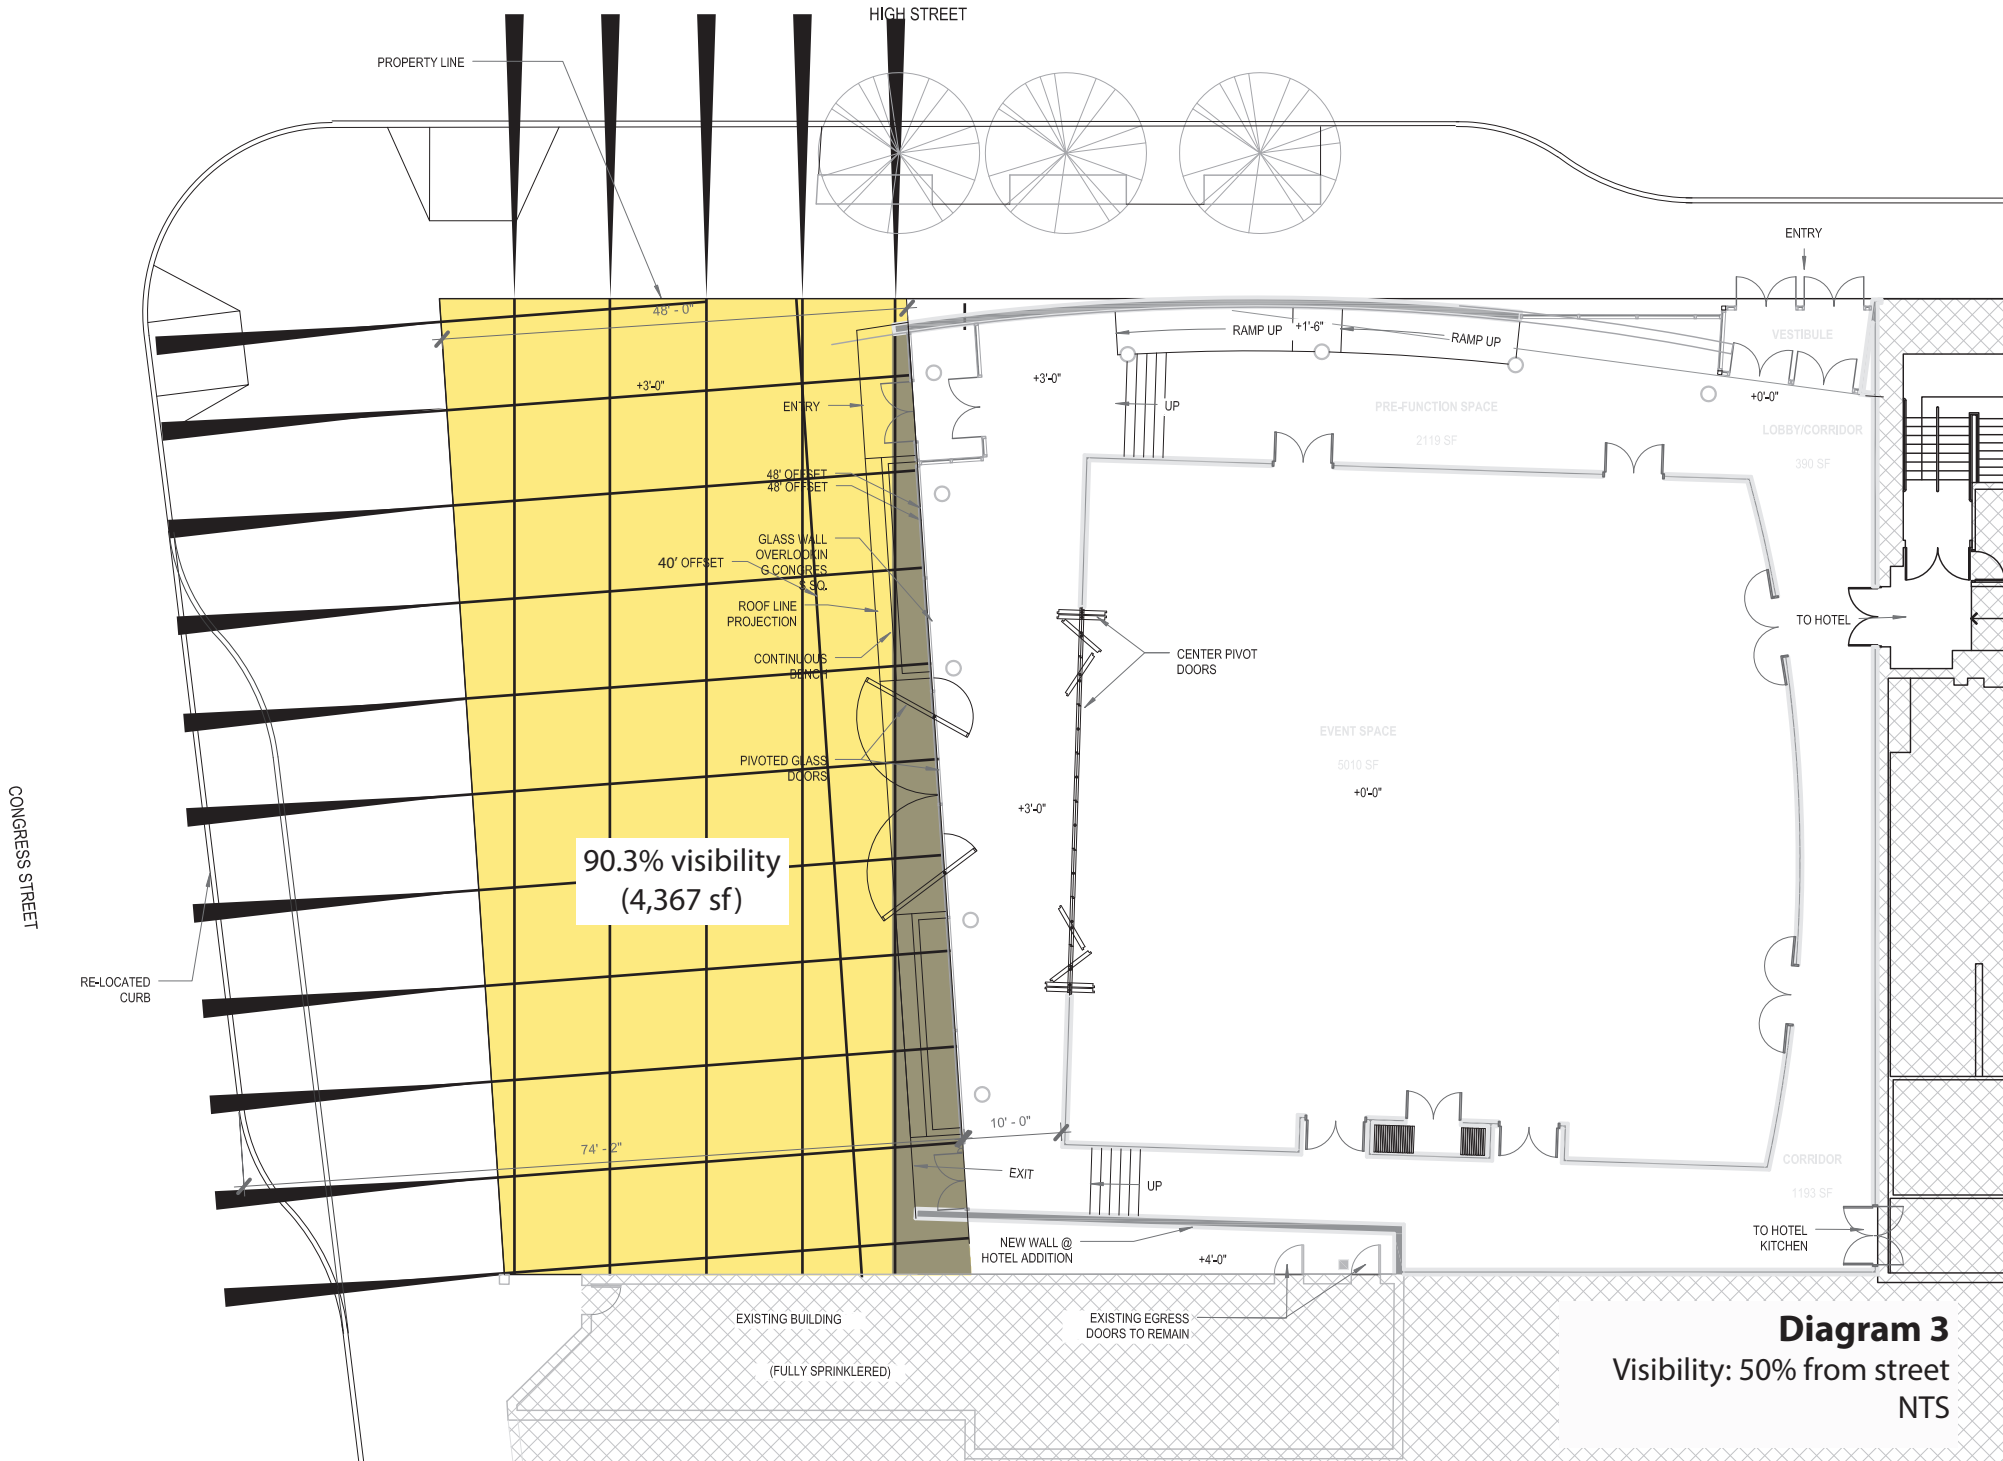 HIGH STREET
PROPERTY LINE
ENTRY
48' - 0"
RAMP UP
+1'-6"
RAMP UP
VESTIBULE
+3'-0"
+3'-0"
ENTRY
UP
PRE-FUNCTION SPACE
2119 SF
+0'-0"
LOBBY/CORRIDOR
390 SF
48' OFFSET
48' OFFSET
GLASS WALL
OVERLOOKIN
G CONGRES
S SQ.
40' OFFSET
ROOF LINE
PROJECTION
TO HOTEL
CONTINUOUS
BENCH
CENTER PIVOT
DOORS
EVENT SPACE
5010 SF
+0'-0"
PIVOTED GLASS
DOORS
+3'-0"
CONGRESS STREET
90.3% visibility
(4,367 sf)
RE-LOCATED
CURB
74' - 2"
10' - 0"
EXIT
UP
CORRIDOR
1193 SF
NEW WALL @
HOTEL ADDITION
+4'-0"
TO HOTEL
KITCHEN
EXISTING BUILDING
(FULLY SPRINKLERED)
EXISTING EGRESS
DOORS TO REMAIN
Diagram 3
Visibility: 50% from street
NTS